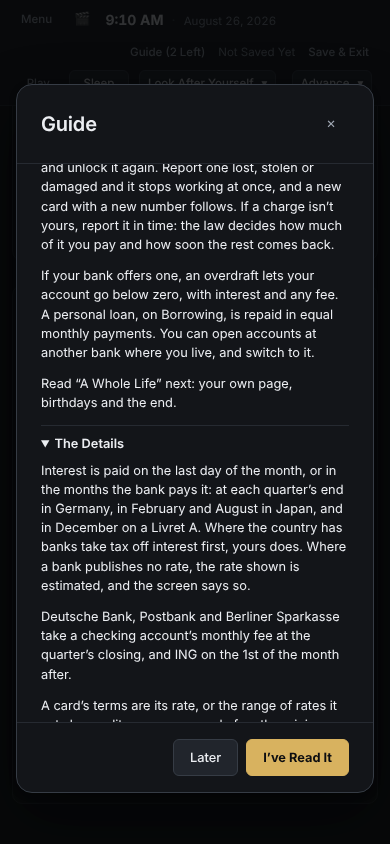 Menu 🎬 9:10 AM August 26, 2026
Guide (2 Left) Not Saved Yet Save & Exit
Play Sleep Look After Yourself Advance
Guide ×
and unlock it again. Report one lost, stolen or
damaged and it stops working at once, and a new
card with a new number follows. If a charge isn’t
yours, report it in time: the law decides how much
of it you pay and how soon the rest comes back.
If your bank offers one, an overdraft lets your
account go below zero, with interest and any fee.
A personal loan, on Borrowing, is repaid in equal
monthly payments. You can open accounts at
another bank where you live, and switch to it.
Read “A Whole Life” next: your own page,
birthdays and the end.
▼ The Details
Interest is paid on the last day of the month, or in
the months the bank pays it: at each quarter’s end
in Germany, in February and August in Japan, and
in December on a Livret A. Where the country has
banks take tax off interest first, yours does. Where
a bank publishes no rate, the rate shown is
estimated, and the screen says so.
Deutsche Bank, Postbank and Berliner Sparkasse
take a checking account’s monthly fee at the
quarter’s closing, and ING on the 1st of the month
after.
A card’s terms are its rate, or the range of rates it
Later I’ve Read It